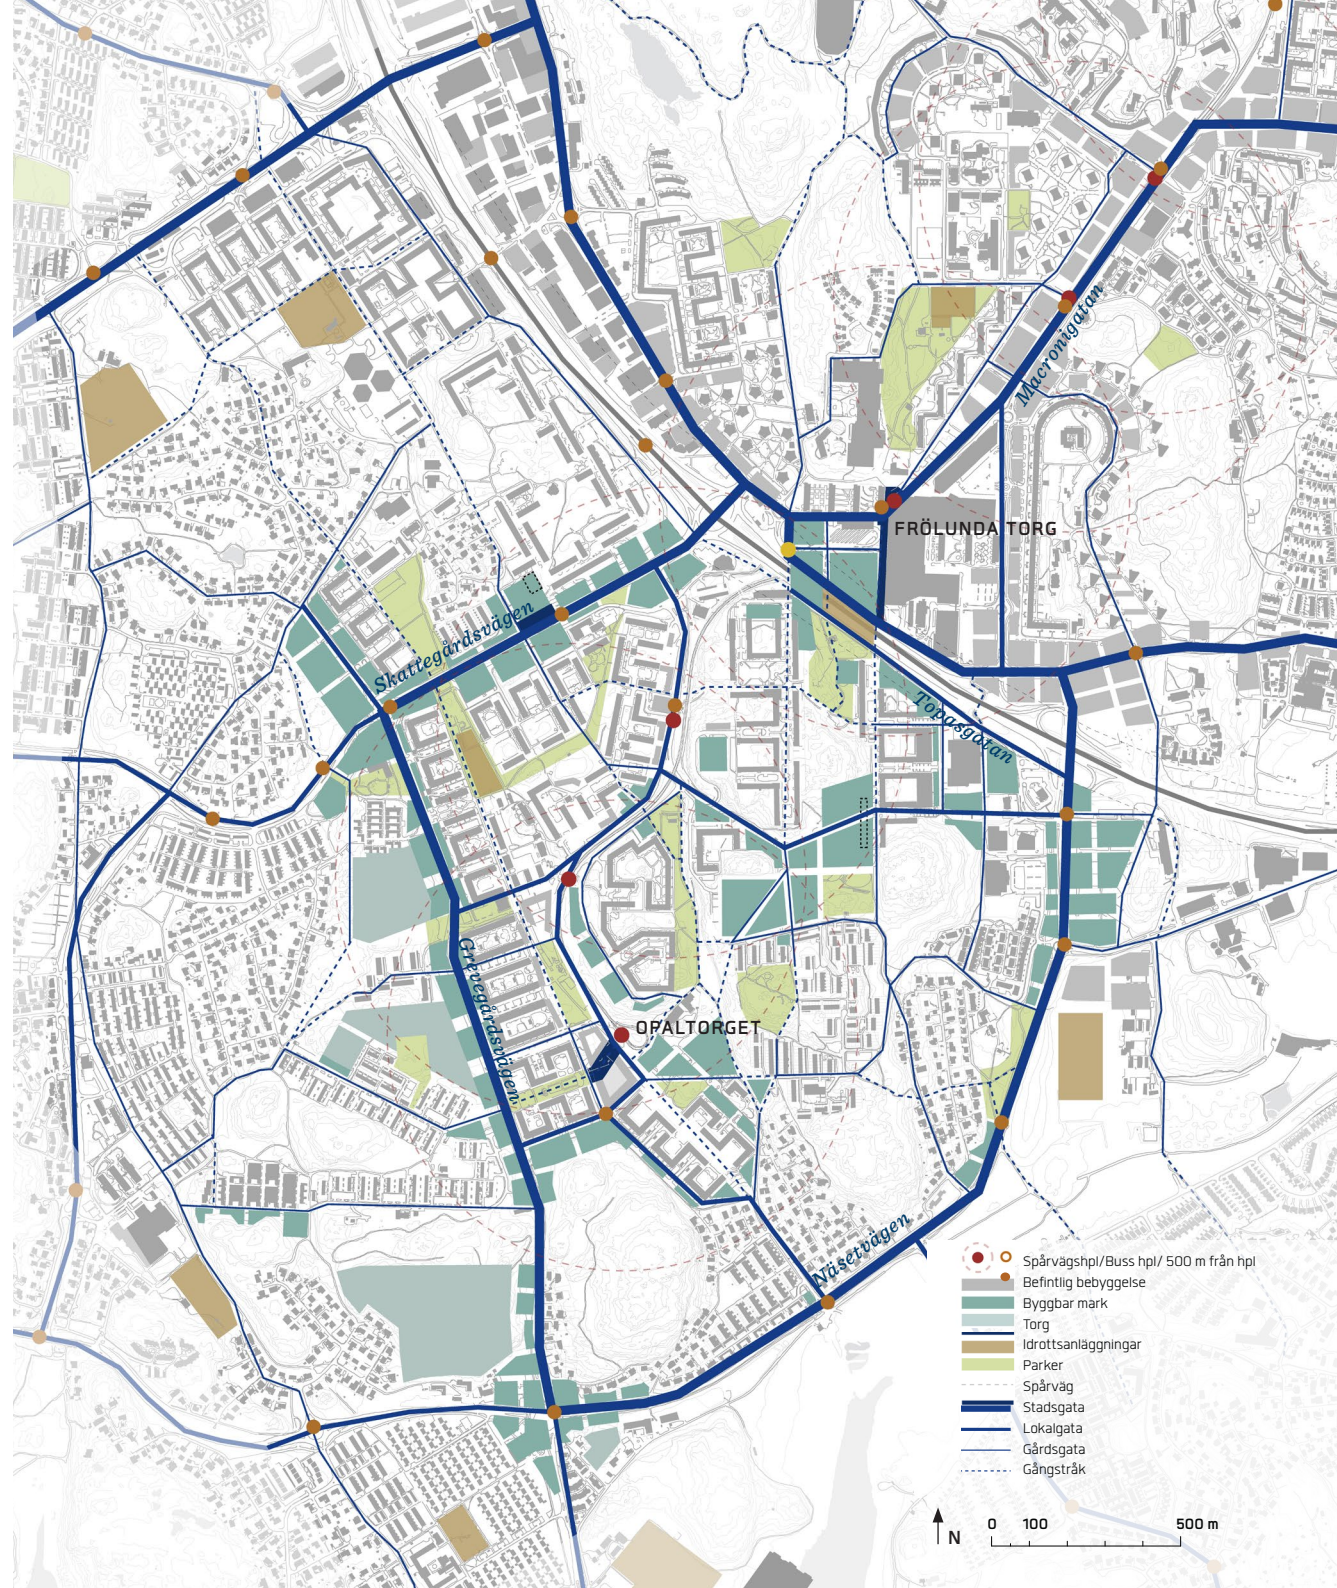 Macronigatan
FRÖLUNDA TORG
Skattegårdsvägen
Topasgatan
Grevegårdsvägen
OPALTORGET
Näsetvägen
Spårvägshpl/Buss hpl/ 500 m från hpl
Befintlig bebyggelse
Byggbar mark
Torg
Idrottsanläggningar
Parker
Spårväg
Stadsgata
Lokalgata
Gårdsgata
Gångstråk
N
0 100 500 m